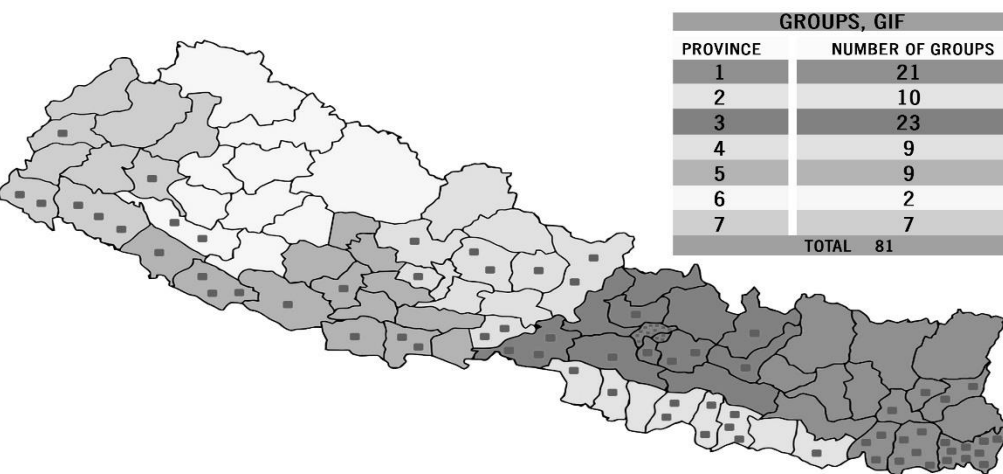 GROUPS, GIF
PROVINCE NUMBER OF GROUPS
1 21
2 10
3 23
4 9
5 9
6 2
7 7
TOTAL 81